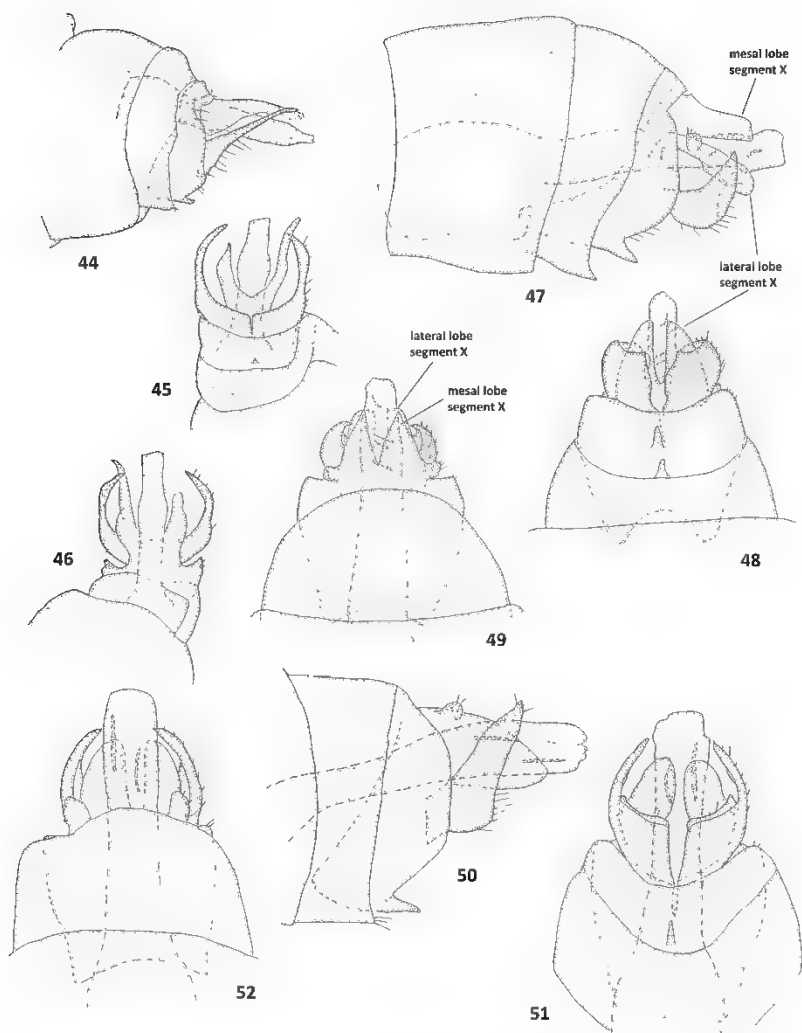 mesal lobe
segment X
44
47
lateral lobe
segment X
45
lateral lobe
segment X
mesal lobe
segment X
46
48
49
50
52
51